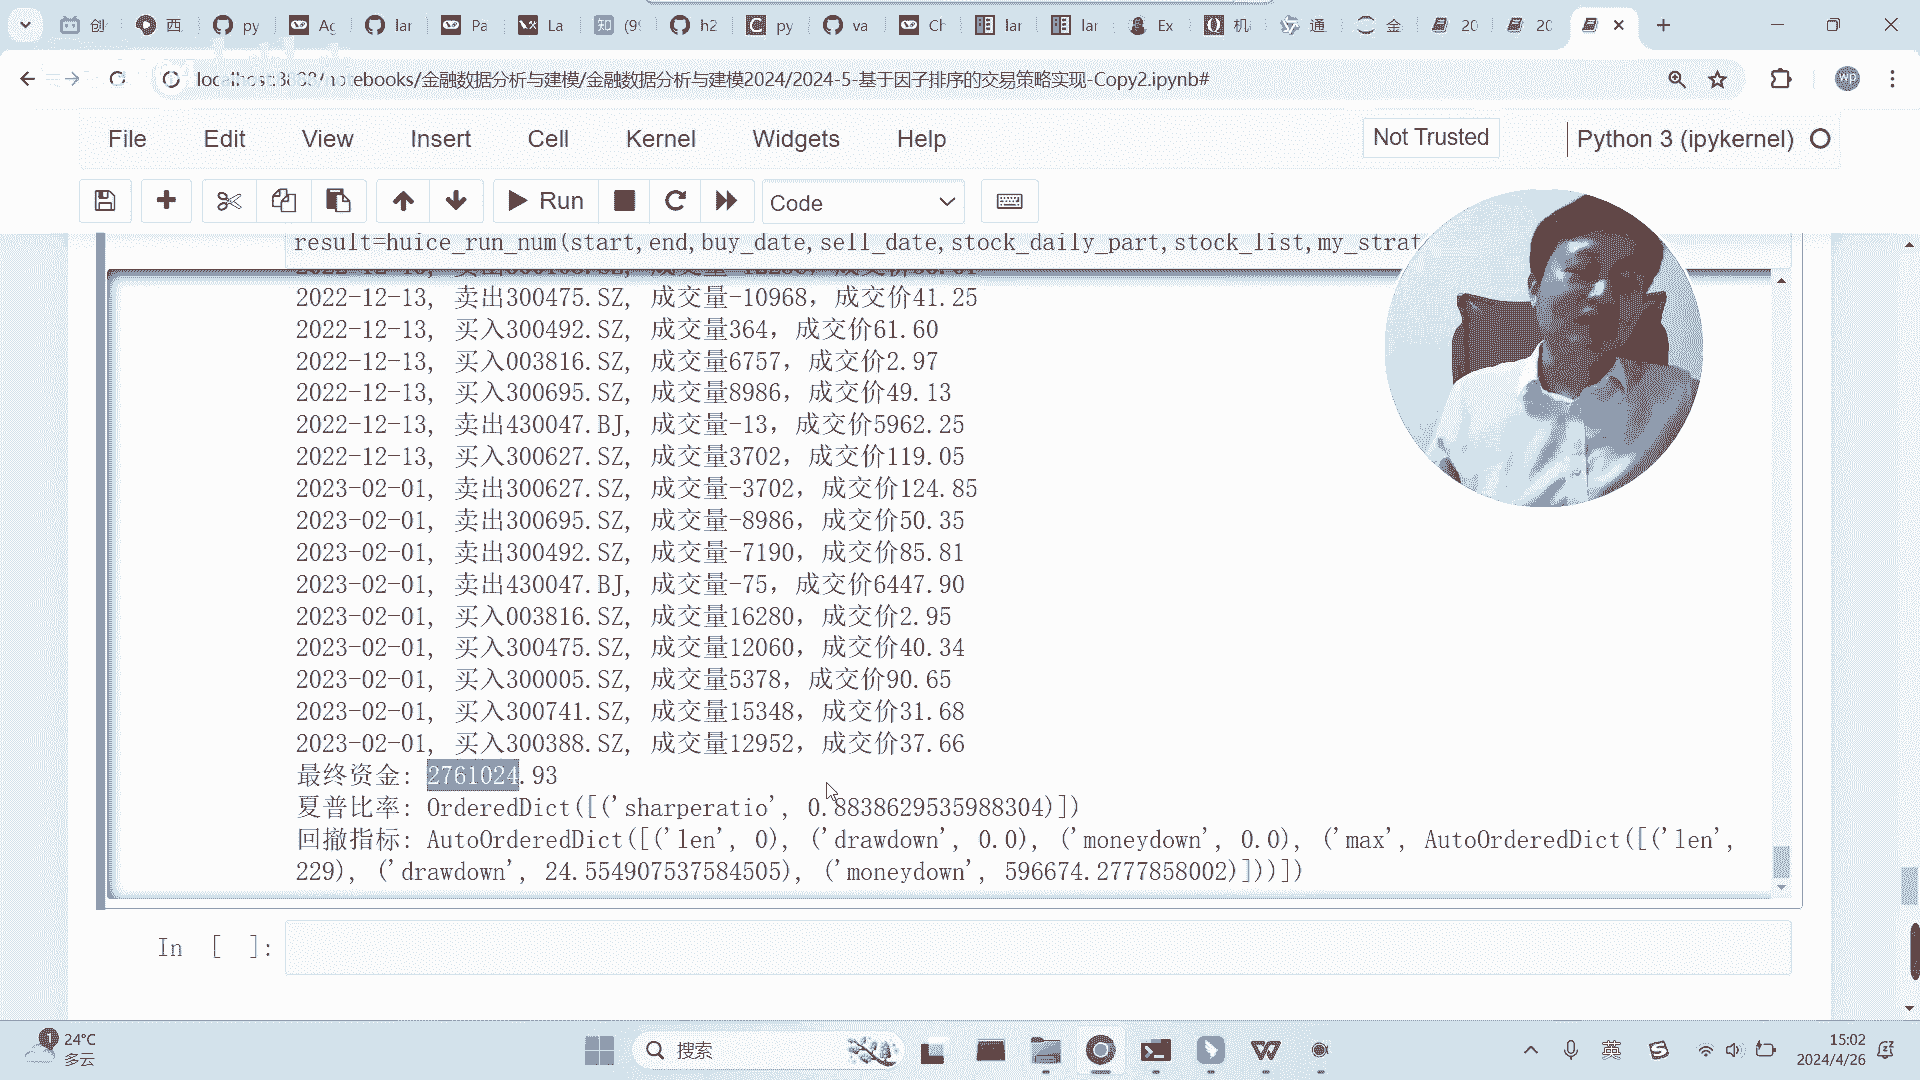 创
西
py
Ag
lar
Pa
La
(9
h2
py
va
Ch
lar
lar
Ex
机
通
金
20
20
localhost:8888/notebooks/金融数据分析与建模/金融数据分析与建模2024/2024-5-基于因子排序的交易策略实现-Copy2.ipynb#
wp
File Edit View Insert Cell Kernel Widgets Help
Not Trusted
Python 3 (ipykernel)
Run
Code
result=huice_run_num(start,end,buy_date,sell_date,stock_daily_part,stock_list,my_strat
2022-12-13, 卖出300475.SZ, 成交量-10968, 成交价41.25
2022-12-13, 买入300492.SZ, 成交量364, 成交价61.60
2022-12-13, 买入003816.SZ, 成交量6757, 成交价2.97
2022-12-13, 买入300695.SZ, 成交量8986, 成交价49.13
2022-12-13, 卖出430047.BJ, 成交量-13, 成交价5962.25
2022-12-13, 买入300627.SZ, 成交量3702, 成交价119.05
2023-02-01, 卖出300627.SZ, 成交量-3702, 成交价124.85
2023-02-01, 卖出300695.SZ, 成交量-8986, 成交价50.35
2023-02-01, 卖出300492.SZ, 成交量-7190, 成交价85.81
2023-02-01, 卖出430047.BJ, 成交量-75, 成交价6447.90
2023-02-01, 买入003816.SZ, 成交量16280, 成交价2.95
2023-02-01, 买入300475.SZ, 成交量12060, 成交价40.34
2023-02-01, 买入300005.SZ, 成交量5378, 成交价90.65
2023-02-01, 买入300741.SZ, 成交量15348, 成交价31.68
2023-02-01, 买入300388.SZ, 成交量12952, 成交价37.66
最终资金: 2761024.93
夏普比率: OrderedDict([('sharperatio', 0.8838629535988304)])
回撤指标: AutoOrderedDict([('len', 0), ('drawdown', 0.0), ('moneydown', 0.0), ('max', AutoOrderedDict([('len',
229), ('drawdown', 24.554907537584505), ('moneydown', 596674.2777858002)]))])
In [ ]:
1
24°C
多云
搜索
英
15:02
2024/4/26